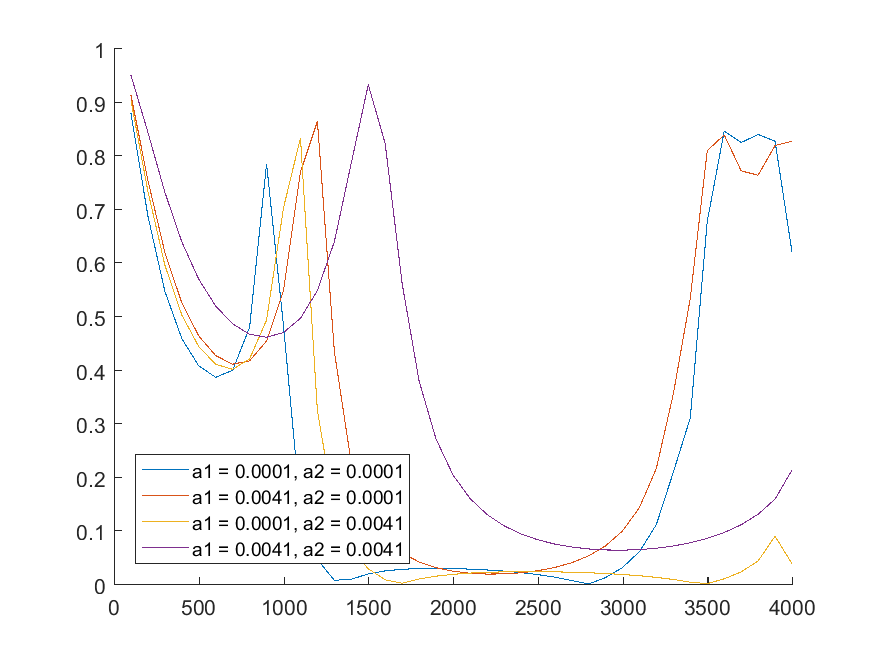 1
0.9
0.8
0.7
0.6
0.5
0.4
0.3
0.2
0.1
0
a1 = 0.0001, a2 = 0.0001
a1 = 0.0041, a2 = 0.0001
a1 = 0.0001, a2 = 0.0041
a1 = 0.0041, a2 = 0.0041
0 500 1000 1500 2000 2500 3000 3500 4000